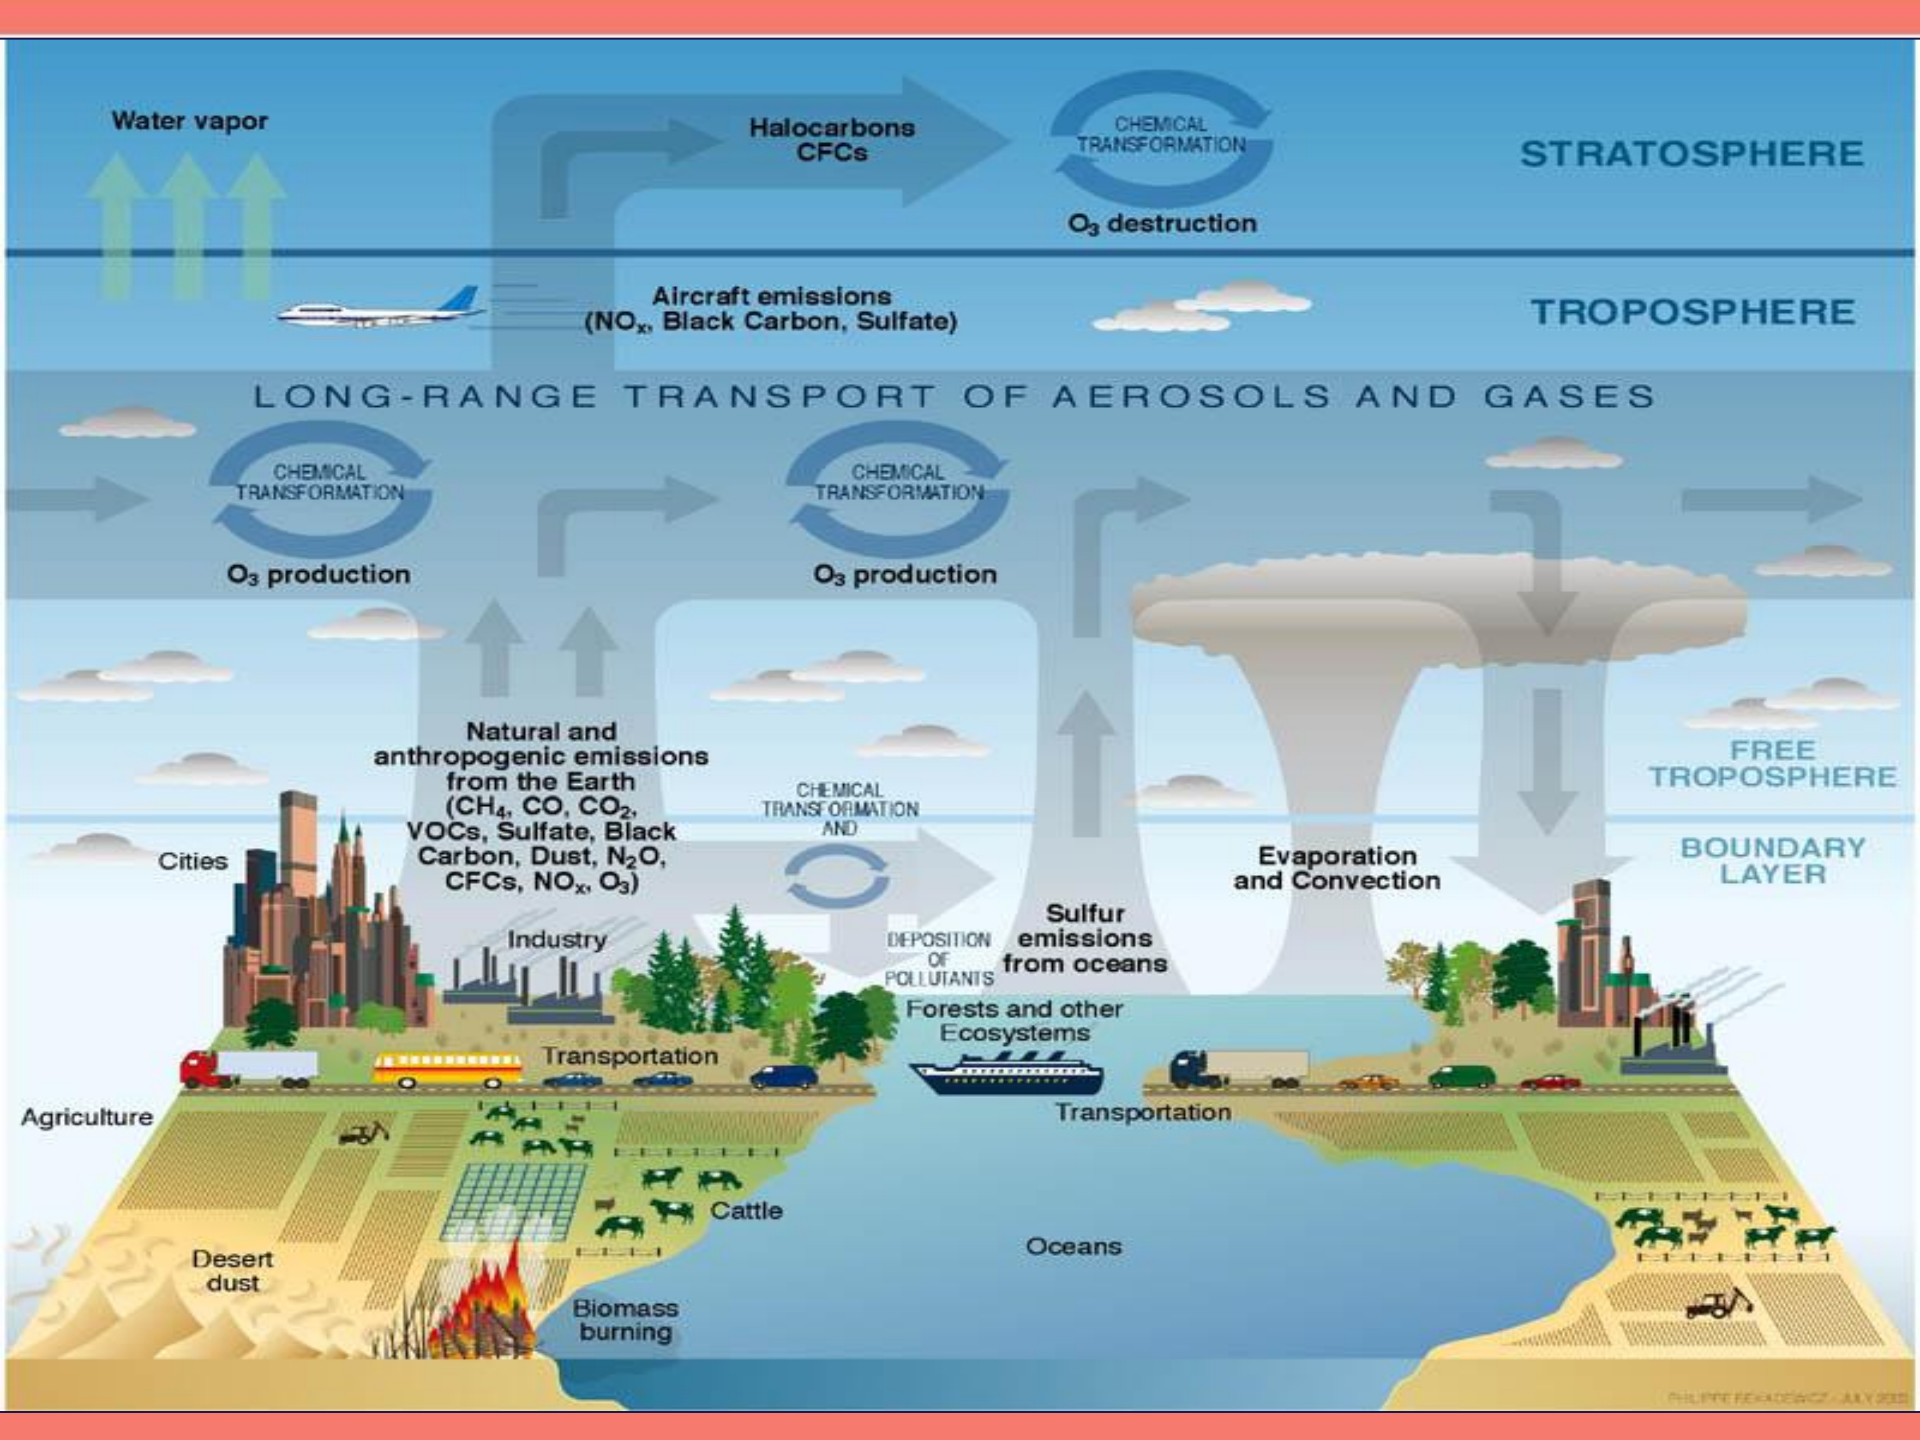 Water vapor
Halocarbons
CFCs
CHEMICAL
TRANSFORMATION
O₃ destruction
STRATOSPHERE
Aircraft emissions
(NOₓ, Black Carbon, Sulfate)
TROPOSPHERE
LONG-RANGE TRANSPORT OF AEROSOLS AND GASES
CHEMICAL
TRANSFORMATION
O₃ production
CHEMICAL
TRANSFORMATION
O₃ production
Natural and
anthropogenic emissions
from the Earth
(CH₄, CO, CO₂,
VOCs, Sulfate, Black
Carbon, Dust, N₂O,
CFCs, NOₓ, O₃)
CHEMICAL
TRANSFORMATION
AND
DEPOSITION
OF
POLLUTANTS
FREE
TROPOSPHERE
BOUNDARY
LAYER
Cities
Industry
Sulfur
emissions
from oceans
Evaporation
and Convection
Forests and other
Ecosystems
Transportation
Transportation
Agriculture
Cattle
Desert
dust
Oceans
Biomass
burning